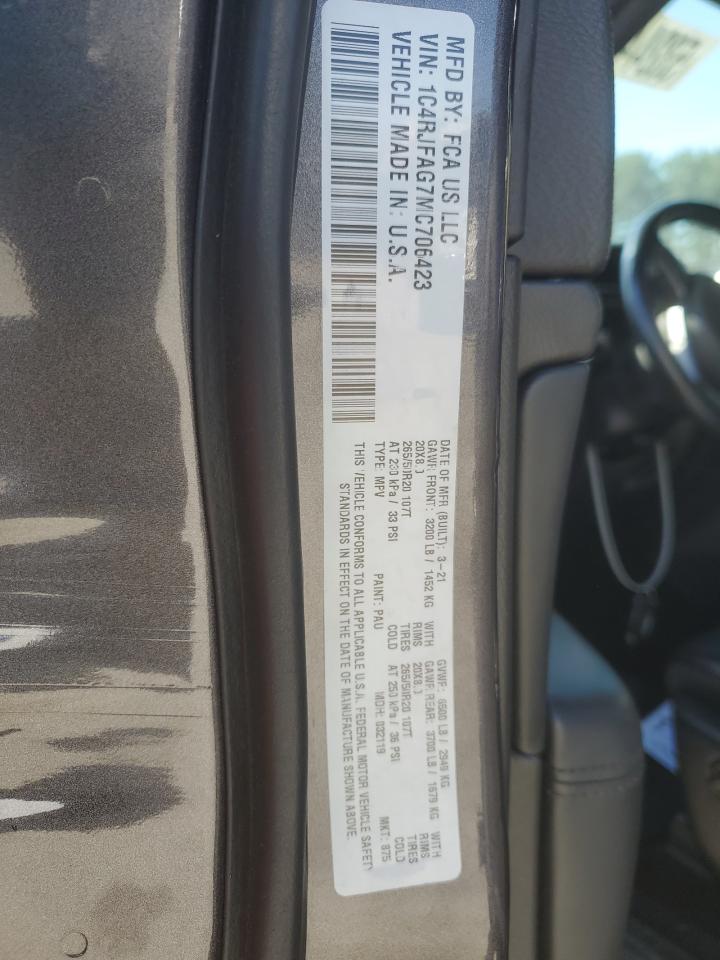 MFD BY: FCA US LLC
VIN: 1C4RJFAG7MC706423
VEHICLE MADE IN: U.S.A.
DATE OF MFR (BUILT): 3-21 GVWR: 6500 LB / 2949 KG
GAWR FRONT: 3200 LB / 1452 KG WITH GAWR REAR: 3700 LB / 1679 KG WITH
20X8.0 RIMS 20X8.0 RIMS
265/50R20 107T TIRES 265/50R20 107T TIRES
AT 230 kPa / 33 PSI COLD AT 250 kPa / 36 PSI COLD
TYPE: MPV PAINT: PAU MDH: 032119 MKT: 875
THIS VEHICLE CONFORMS TO ALL APPLICABLE U.S.A. FEDERAL MOTOR VEHICLE SAFETY
STANDARDS IN EFFECT ON THE DATE OF MANUFACTURE SHOWN ABOVE.